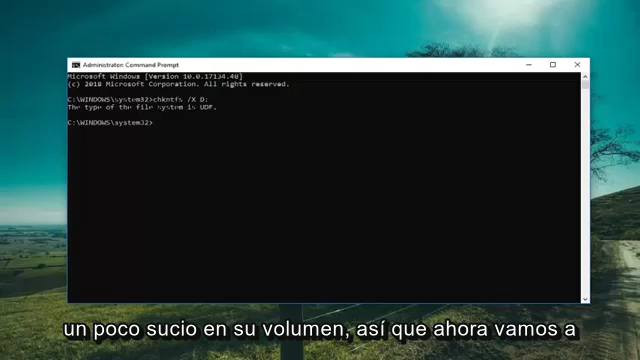 Administrator: Command Prompt
Microsoft Windows [Version 10.0.17134.48]
(c) 2018 Microsoft Corporation. All rights reserved.
C:\WINDOWS\system32>chkntfs /X D:
The type of the file system is UDF.
C:\WINDOWS\system32>
un poco sucio en su volumen, así que ahora vamos a